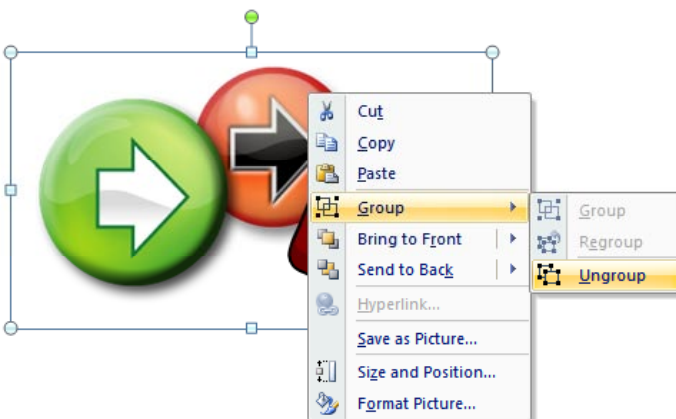 Cut
Copy
Paste
Group
Bring to Front
Send to Back
Hyperlink...
Save as Picture...
Size and Position...
Format Picture...
Group
Regroup
Ungroup